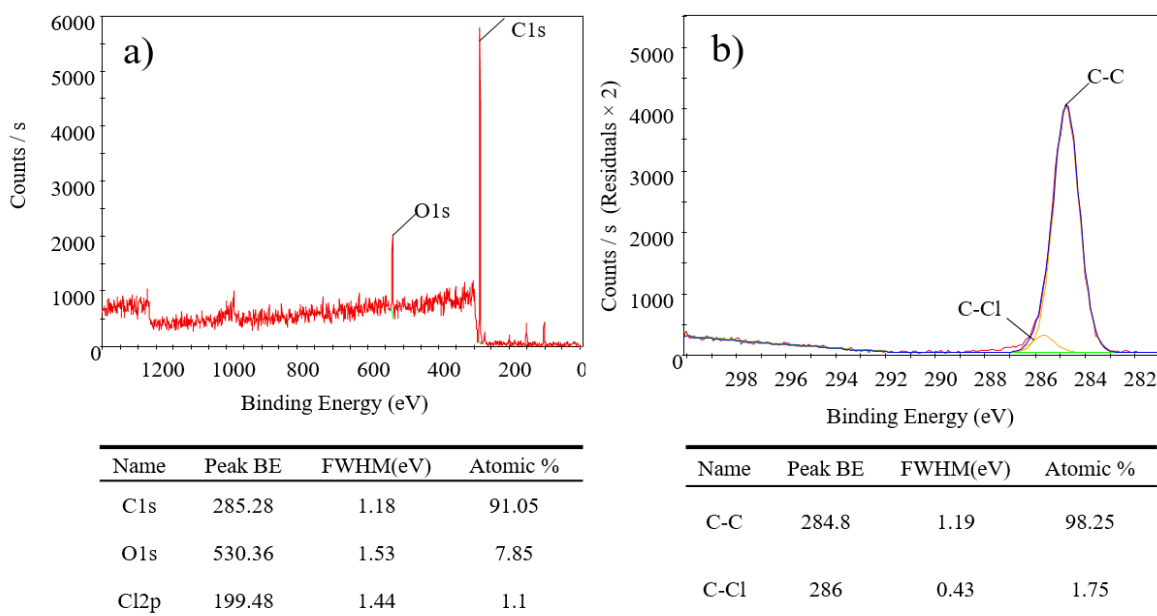 a)
C1s
O1s
6000
5000
4000
3000
2000
1000
0
Counts / s
1200 1000 800 600 400 200 0
Binding Energy (eV)
Name Peak BE FWHM(eV) Atomic %
C1s 285.28 1.18 91.05
O1s 530.36 1.53 7.85
Cl2p 199.48 1.44 1.1
b)
C-C
C-Cl
5000
4000
3000
2000
1000
0
Counts / s (Residuals × 2)
298 296 294 292 290 288 286 284 282
Binding Energy (eV)
Name Peak BE FWHM(eV) Atomic %
C-C 284.8 1.19 98.25
C-Cl 286 0.43 1.75